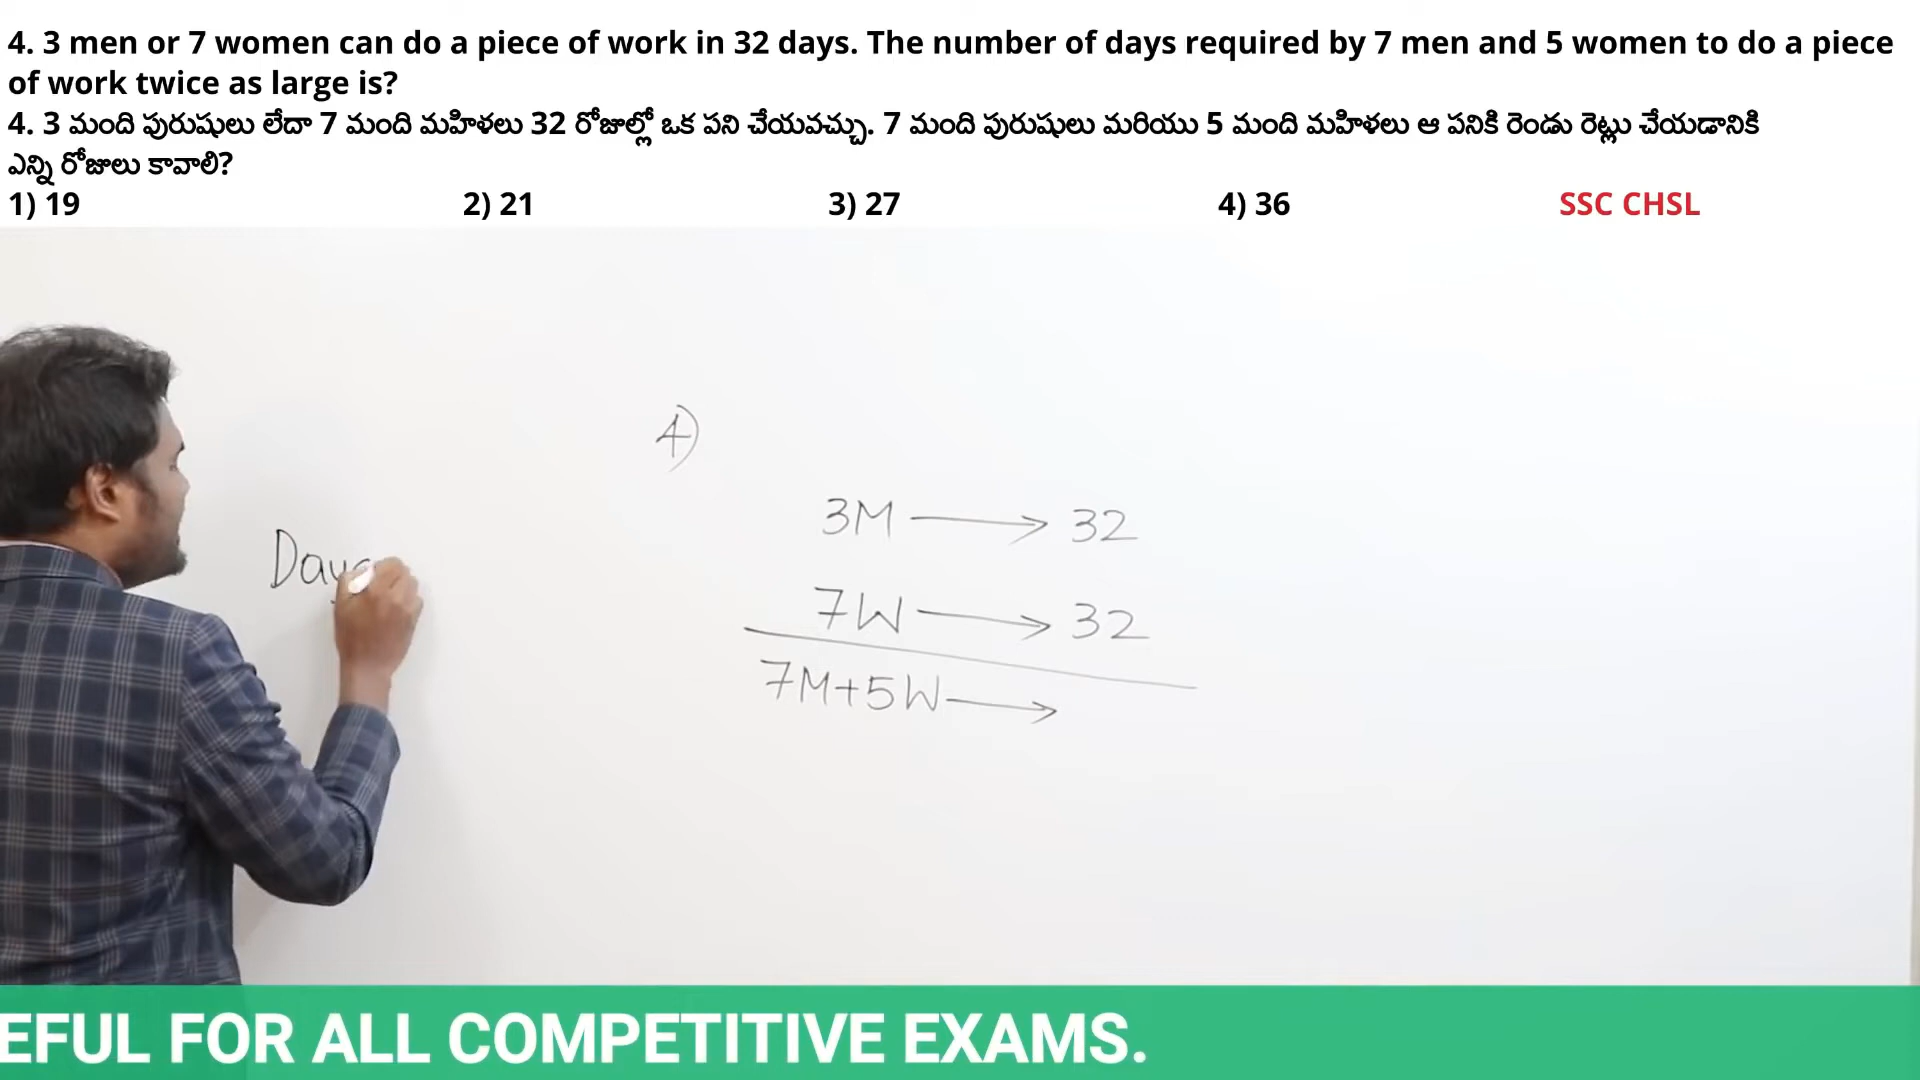 4. 3 men or 7 women can do a piece of work in 32 days. The number of days required by 7 men and 5 women to do a piece
of work twice as large is?
4. 3 మంది పురుషులు లేదా 7 మంది మహిళలు 32 రోజుల్లో ఒక పని చేయవచ్చు. 7 మంది పురుషులు మరియు 5 మంది మహిళలు ఆ పనికి రెండు రెట్లు చేయడానికి
ఎన్ని రోజులు కావాలి?
1) 19 2) 21 3) 27 4) 36 SSC CHSL
4)
3M → 32
Days
7W → 32
7M+5W →
EFUL FOR ALL COMPETITIVE EXAMS.